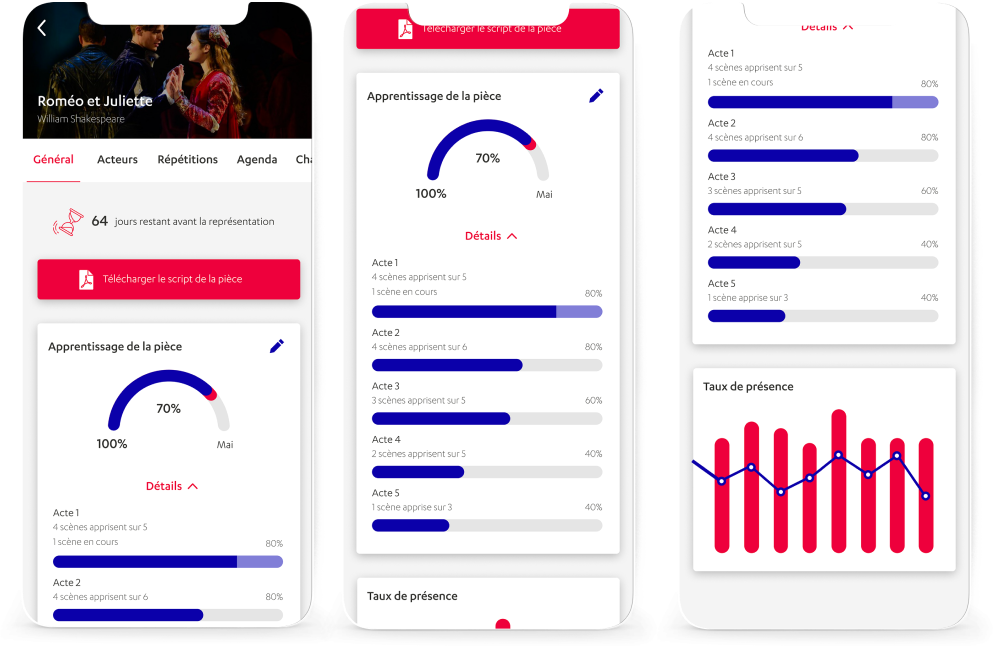 Roméo et Juliette
William Shakespeare
Général Acteurs Répétitions Agenda Cha
64 jours restant avant la représentation
Télécharger le script de la pièce
Apprentissage de la pièce
70%
100% Mai
Détails
Acte 1
4 scènes apprisent sur 5
1 scène en cours 80%
Acte 2
4 scènes apprisent sur 6 80%
Télécharger le script de la pièce
Apprentissage de la pièce
70%
100% Mai
Détails
Acte 1
4 scènes apprisent sur 5
1 scène en cours 80%
Acte 2
4 scènes apprisent sur 6 80%
Acte 3
3 scènes apprisent sur 5 60%
Acte 4
2 scènes apprisent sur 5 40%
Acte 5
1 scène apprise sur 3 40%
Taux de présence
Détails
Acte 1
4 scènes apprisent sur 5
1 scène en cours 80%
Acte 2
4 scènes apprisent sur 6 80%
Acte 3
3 scènes apprisent sur 5 60%
Acte 4
2 scènes apprisent sur 5 40%
Acte 5
1 scène apprise sur 3 40%
Taux de présence